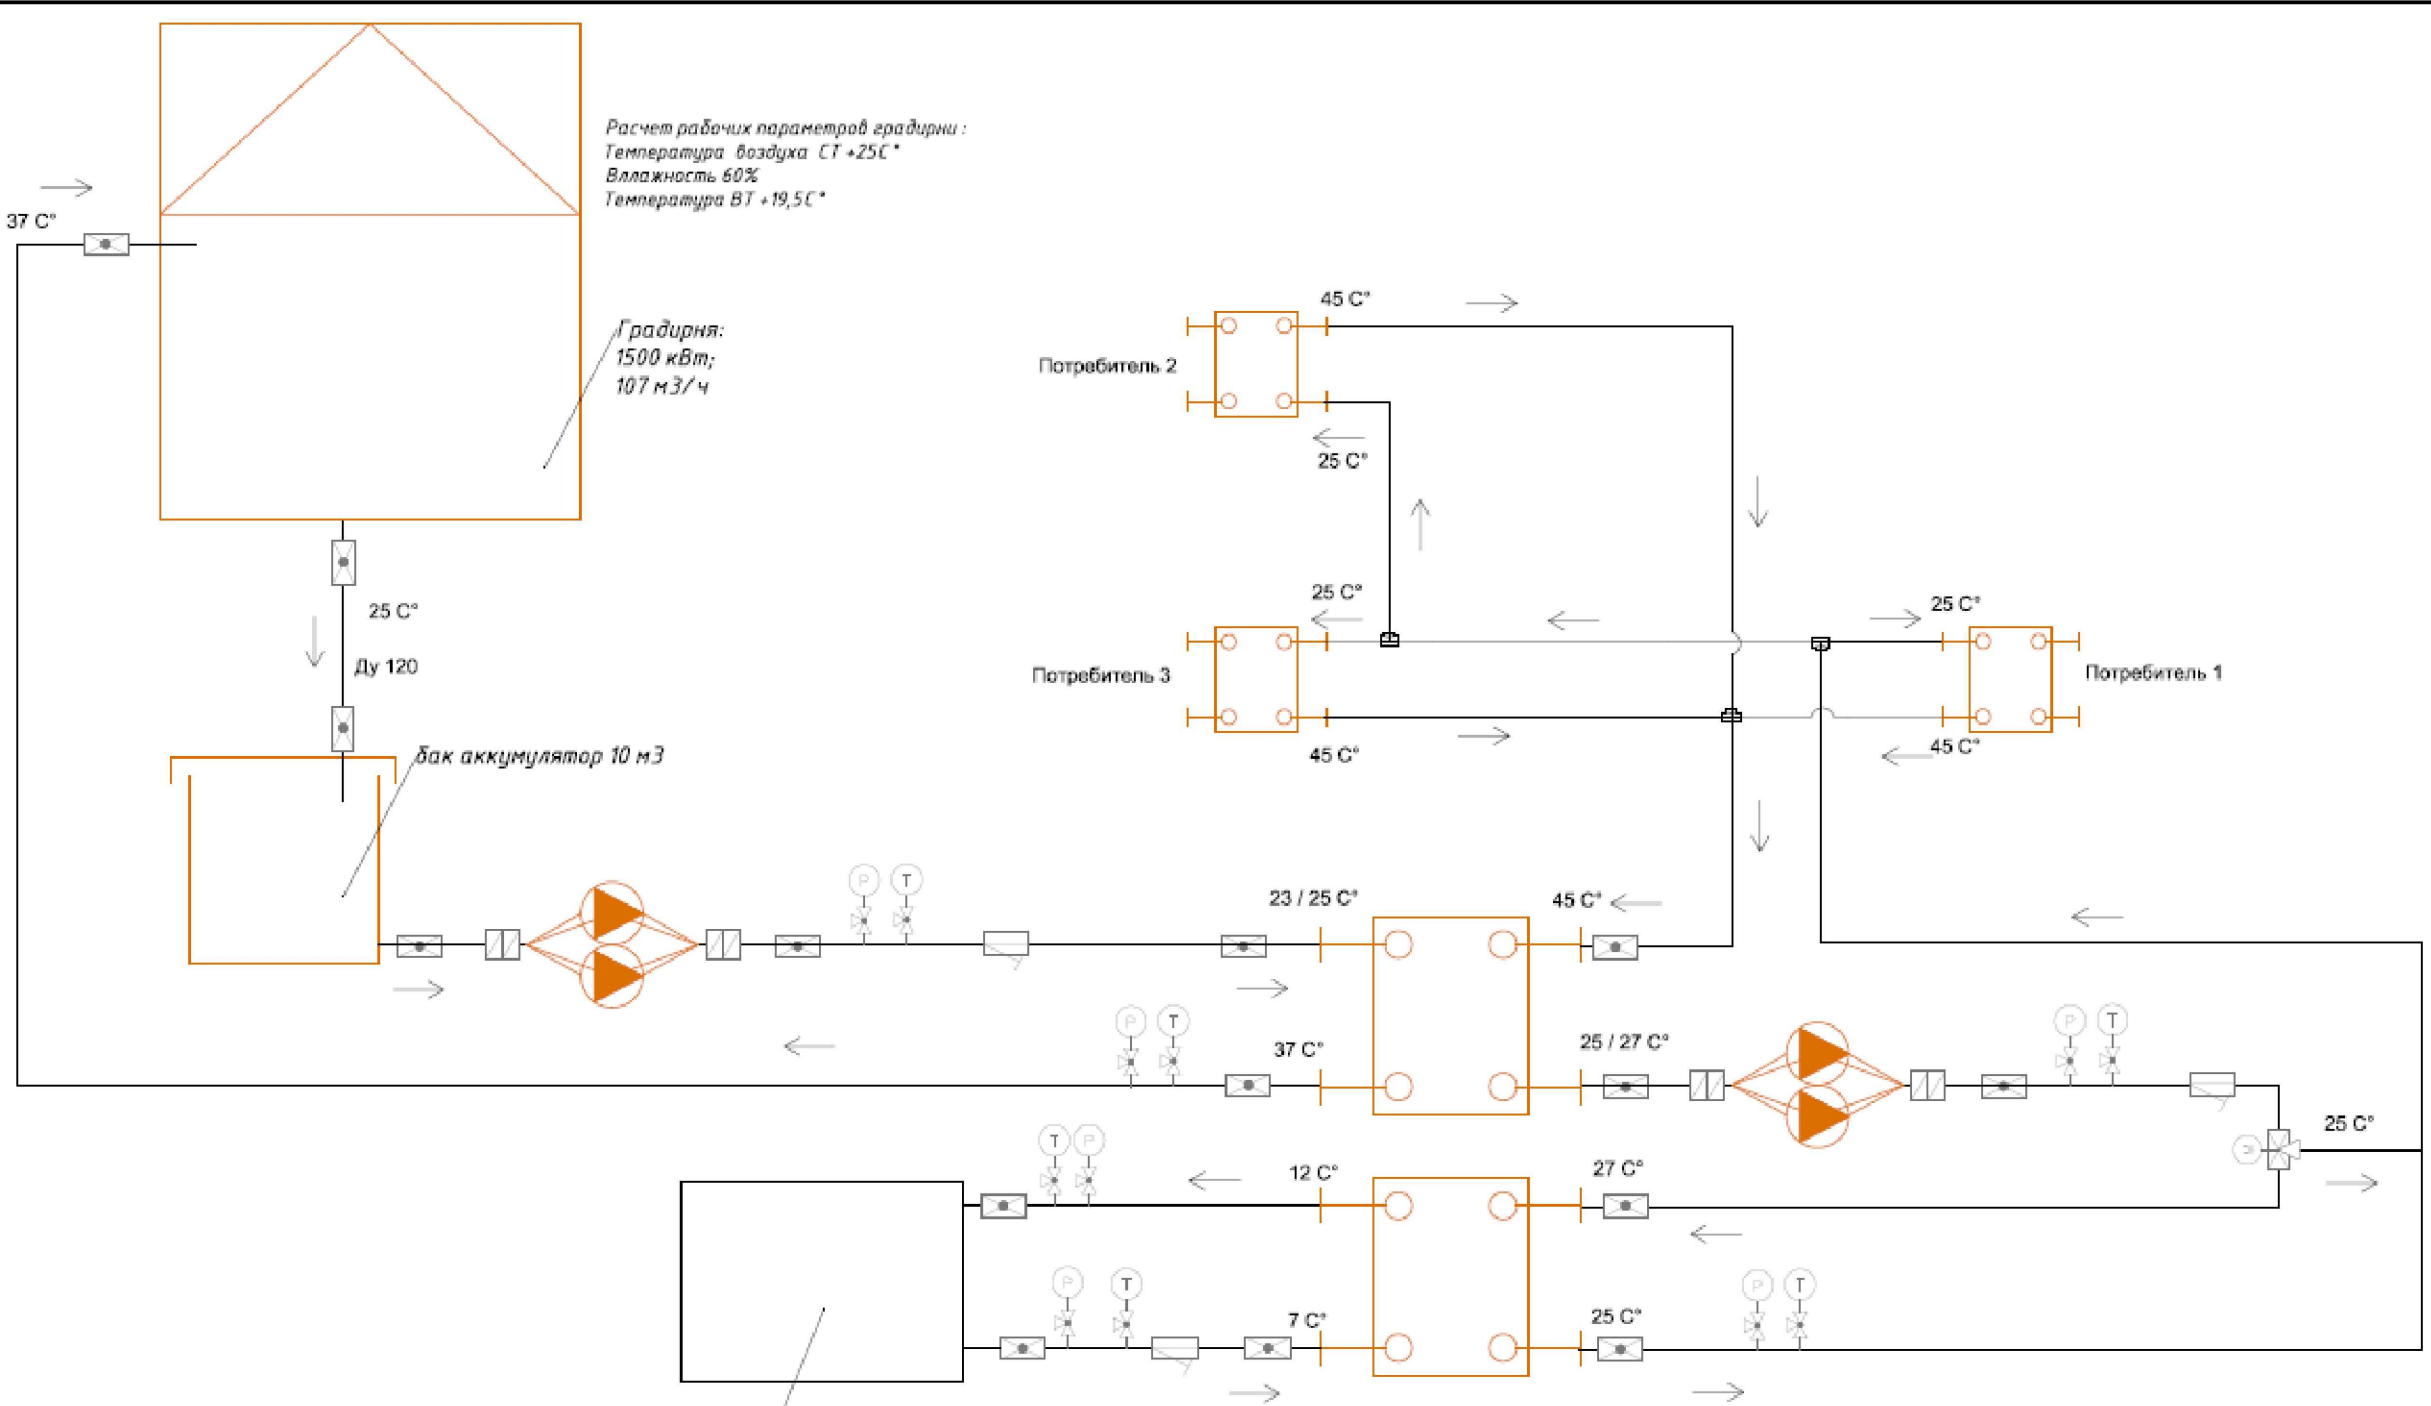 Расчет рабочих параметров градирни :
Температура воздуха СТ +25С°
Вллажность 60%
Температура ВТ +19,5С°
37 С°
Градирня:
1500 кВт;
107 м3/ч
45 С°
Потребитель 2
25 С°
25 С°
25 С°
25 С°
Ду 120
Потребитель 3
Потребитель 1
45 С°
45 С°
бак аккумулятор 10 м3
P
T
23 / 25 С°
45 С°
P
T
37 С°
25 / 27 С°
P
T
25 С°
T
P
12 С°
27 С°
P
T
7 С°
25 С°
P
T